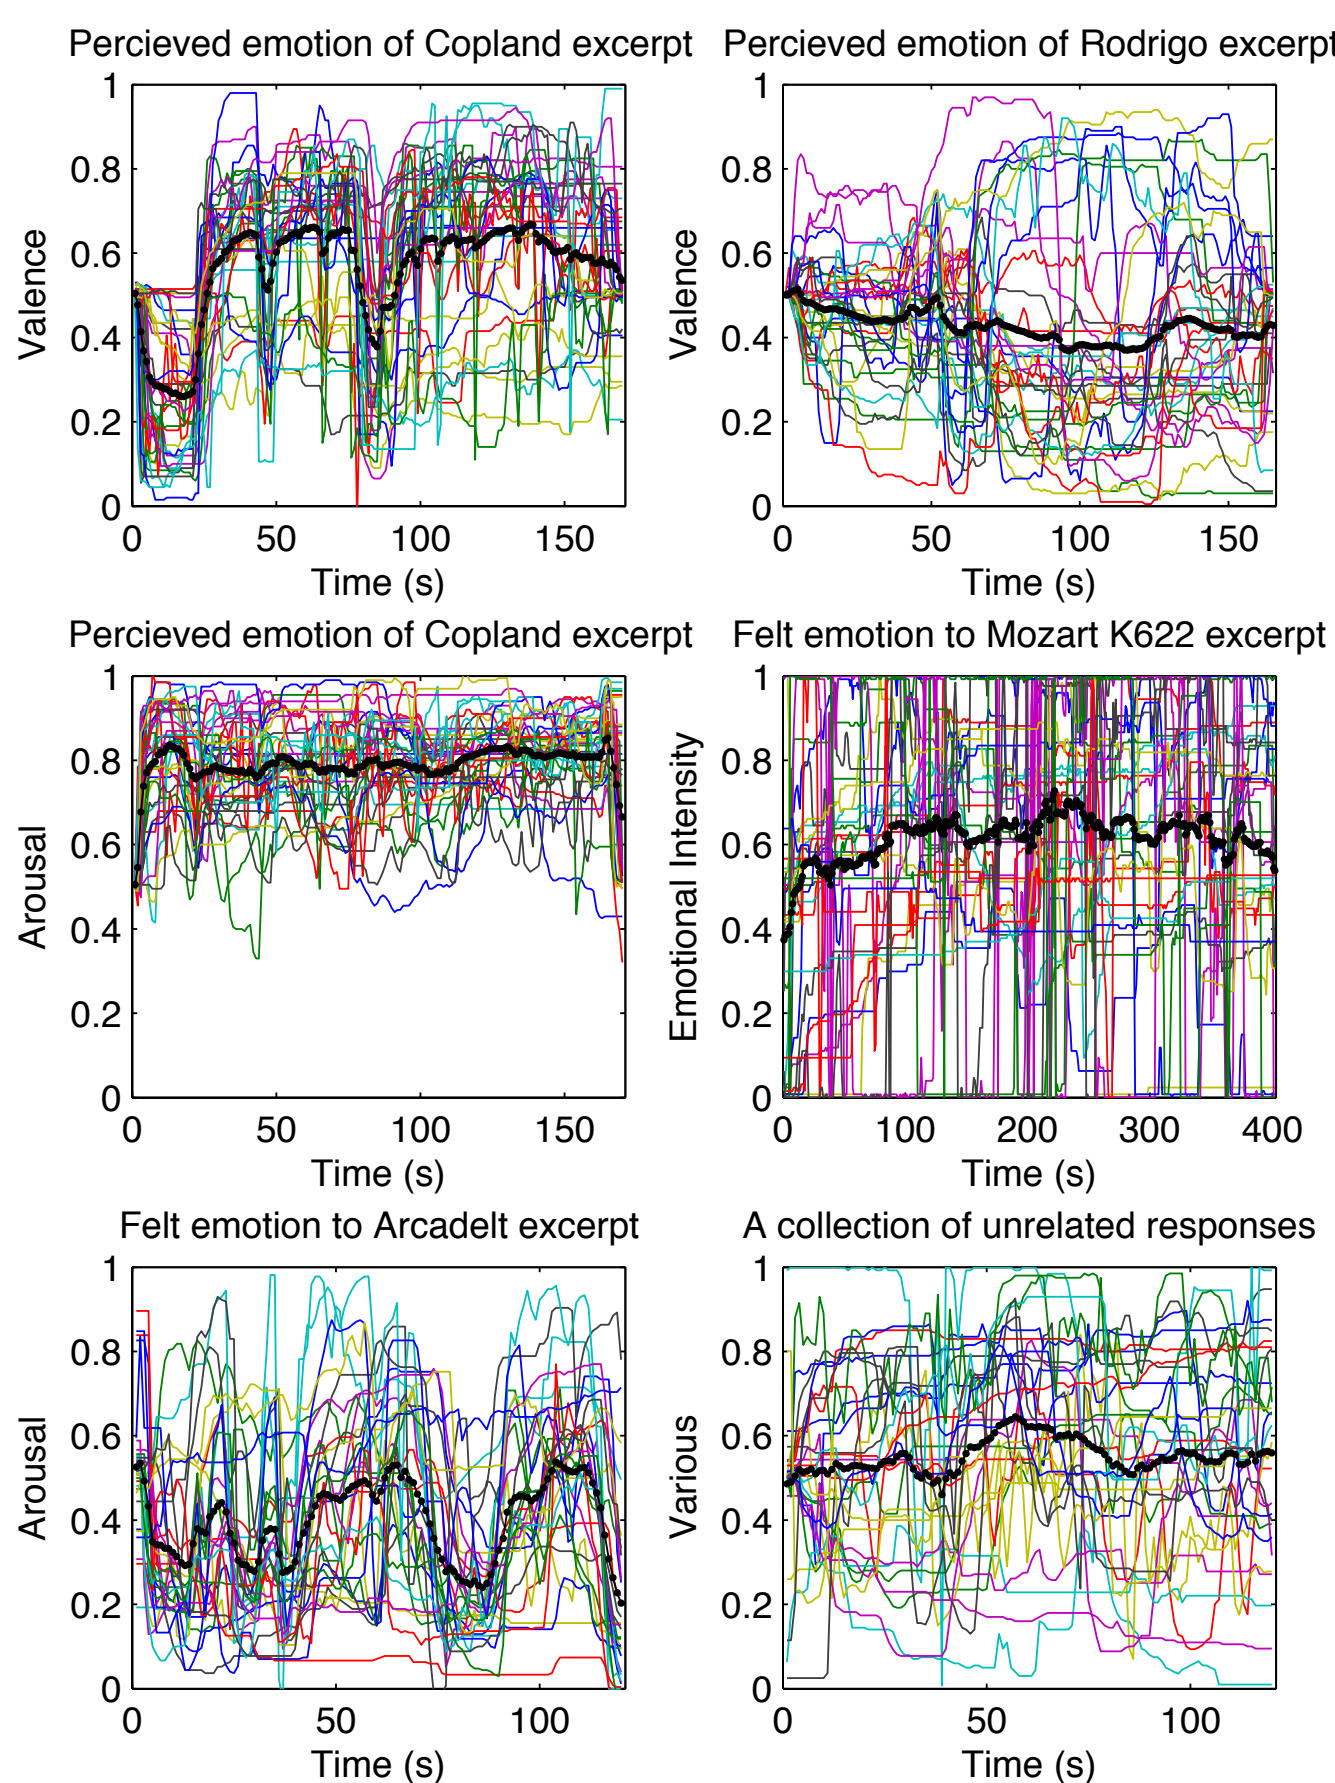 Percieved emotion of Copland excerpt
1
0.8
0.6
0.4
0.2
0
Valence
0 50 100 150
Time (s)
Percieved emotion of Rodrigo excerpt
1
0.8
0.6
0.4
0.2
0
Valence
0 50 100 150
Time (s)
Percieved emotion of Copland excerpt
1
0.8
0.6
0.4
0.2
0
Arousal
0 50 100 150
Time (s)
Felt emotion to Mozart K622 excerpt
1
0.8
0.6
0.4
0.2
0
Emotional Intensity
0 100 200 300 400
Time (s)
Felt emotion to Arcadelt excerpt
1
0.8
0.6
0.4
0.2
0
Arousal
0 50 100
Time (s)
A collection of unrelated responses
1
0.8
0.6
0.4
0.2
0
Various
0 50 100
Time (s)